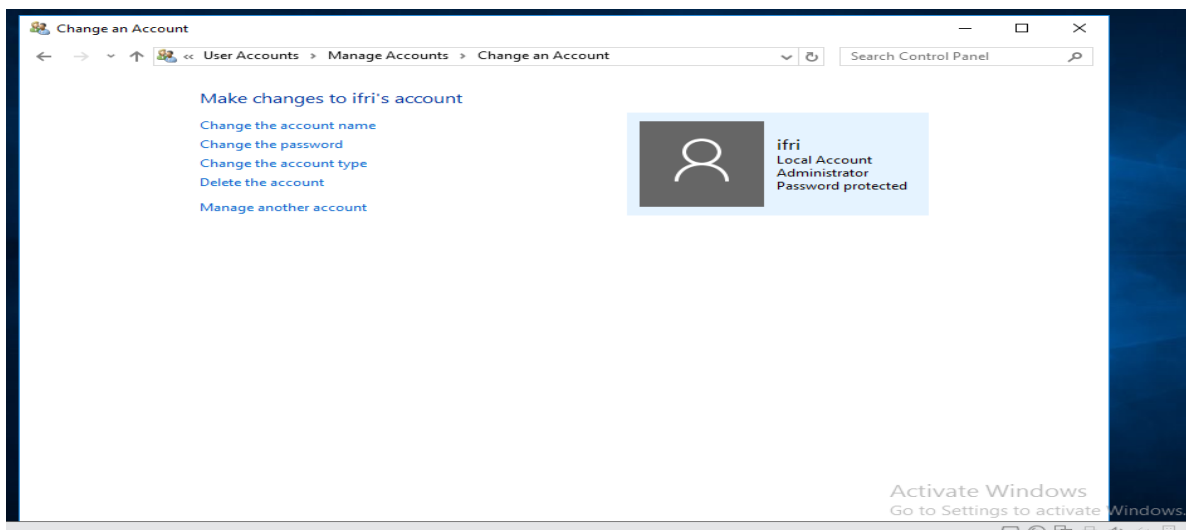 Change an Account
« User Accounts > Manage Accounts > Change an Account
Search Control Panel
Make changes to ifri's account
Change the account name
Change the password
Change the account type
Delete the account
Manage another account
ifri
Local Account
Administrator
Password protected
Activate Windows
Go to Settings to activate Windows.